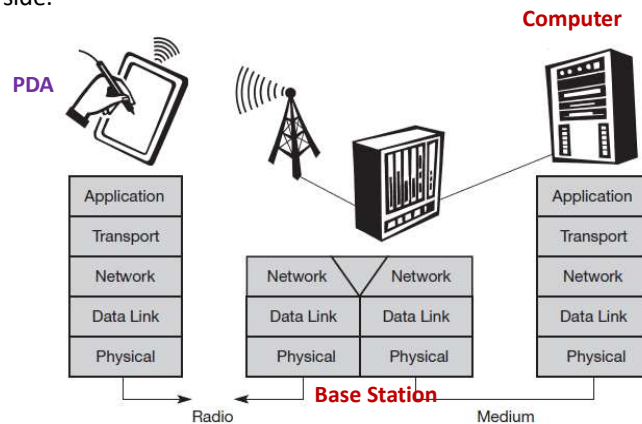 side.
Computer
PDA
Application
Transport
Network
Data Link
Physical
Network Network
Data Link Data Link
Physical Physical
Application
Transport
Network
Data Link
Physical
Base Station
Radio
Medium